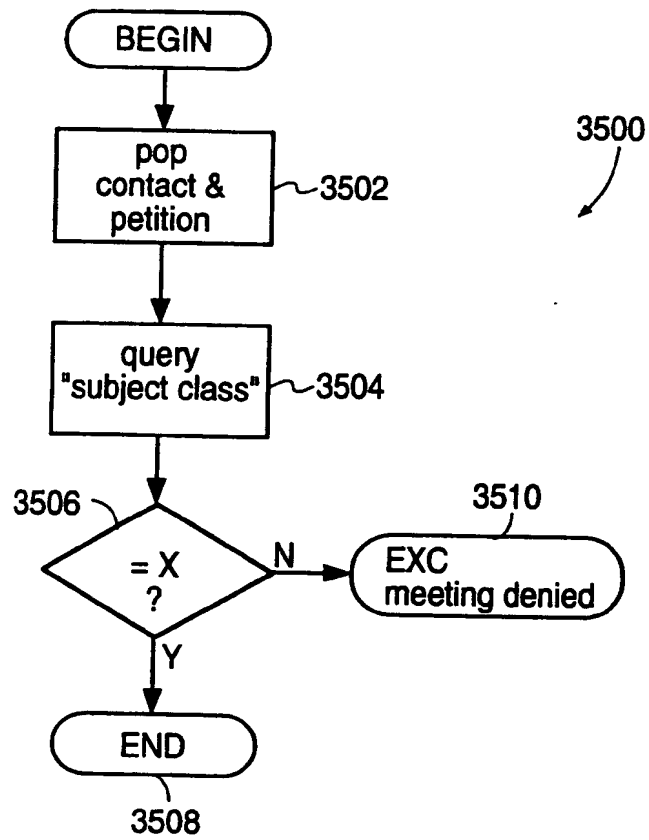 BEGIN
3500
pop
contact &
petition
3502
query
"subject class"
3504
3506
= X
?
N
Y
3510
EXC
meeting denied
END
3508